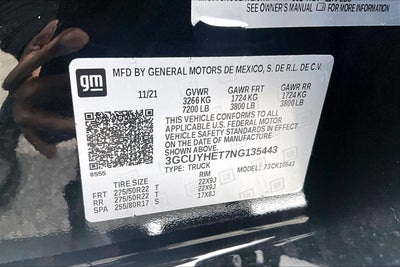 SEE OWNER'S MANUAL FOR MORE INFORMATION
gm
MFD BY GENERAL MOTORS DE MEXICO, S. DE R.L. DE C.V.
11/21 GVWR GAWR FRT GAWR RR
3266 KG 1724 KG 1724 KG
7200 LB 3800 LB 3800 LB
THIS VEHICLE CONFORMS TO ALL
APPLICABLE U.S. FEDERAL MOTOR
VEHICLE SAFETY STANDARDS IN
EFFECT ON THE DATE OF
MANUFACTURE SHOWN ABOVE.
3GCUYHET7NG135443
TYPE: TRUCK MODEL:
8555
TIRE SIZE RIM
FRT 275/50R22 T 22X9J
RR 275/50R22 T 22X9J
SPA 255/80R17 S 17X8J